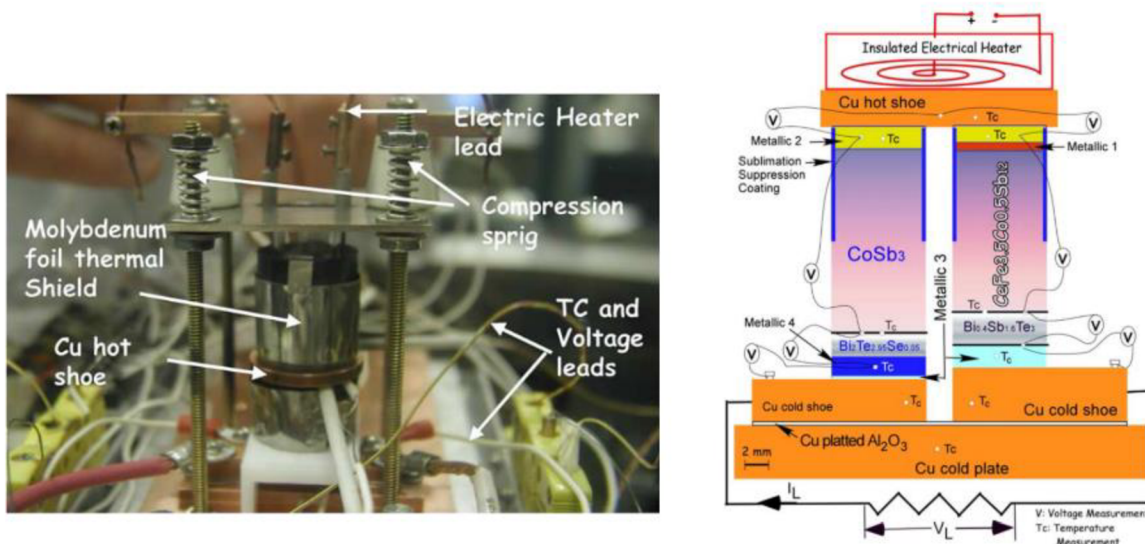 Electric Heater
lead
Compression
sprig
Molybdenum
foil thermal
Shield
TC and
Voltage
leads
Cu hot
shoe
+ -
Insulated Electrical Heater
Cu hot shoe
V
V
Tc
Tc
Tc
Metallic 2
Metallic 1
Sublimation
Suppression
Coating
CoSb3
CeFe3.5Co0.5Sb12
V
V
Metallic 3
Tc
Tc
Metallic 4
Bi2Te2.95Se0.05
Bi0.4Sb1.6Te3
V
V
Tc
Tc
Cu cold shoe
Tc
Tc
Cu cold shoe
Cu platted Al2O3
2 mm
Tc
Cu cold plate
IL
VL
V: Voltage Measurement
Tc: Temperature
Measurement